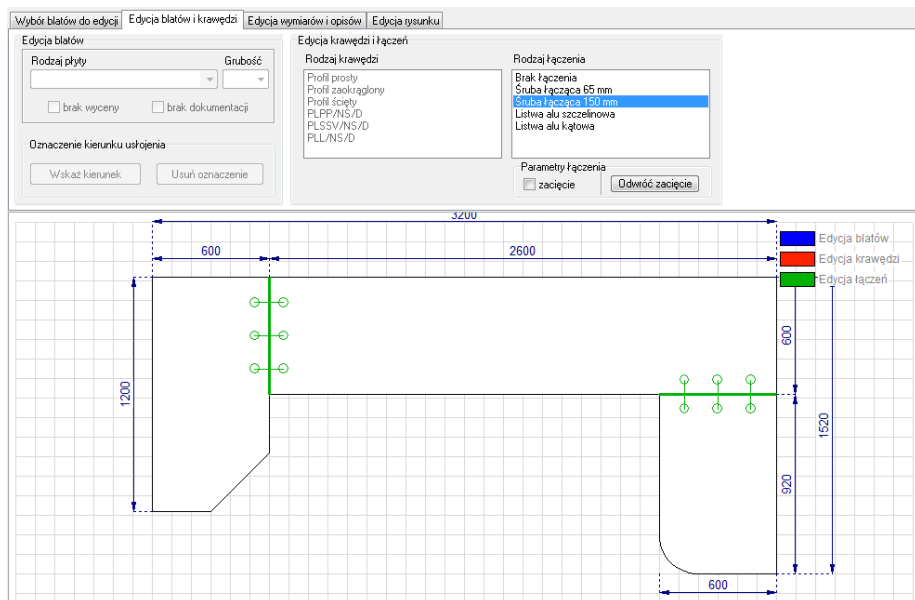 Wybór blatów do edycji Edycja blatów i krawędzi Edycja wymiarów i opisów Edycja rysunku
Edycja blatów
Rodzaj płyty Grubość
brak wyceny brak dokumentacji
Oznaczenie kierunku usłojenia
Wskaż kierunek Usuń oznaczenie
Edycja krawędzi i łączeń
Rodzaj krawędzi
Profil prosty
Profil zaokrąglony
Profil ścięty
PLPP/NS/D
PLSSV/NS/D
PLL/NS/D
Rodzaj łączenia
Brak łączenia
Śruba łącząca 65 mm
Śruba łącząca 150 mm
Listwa alu szczelinowa
Listwa alu kątowa
Parametry łączenia
zacięcie Odwróć zacięcie
3200
600 2600
Edycja blatów
Edycja krawędzi
Edycja łączeń
600
1200
1520
920
600